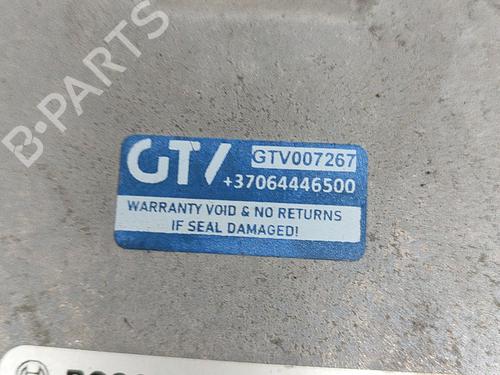 B-PARTS
GTV
GTV007267
+37064446500
WARRANTY VOID & NO RETURNS
IF SEAL DAMAGED!